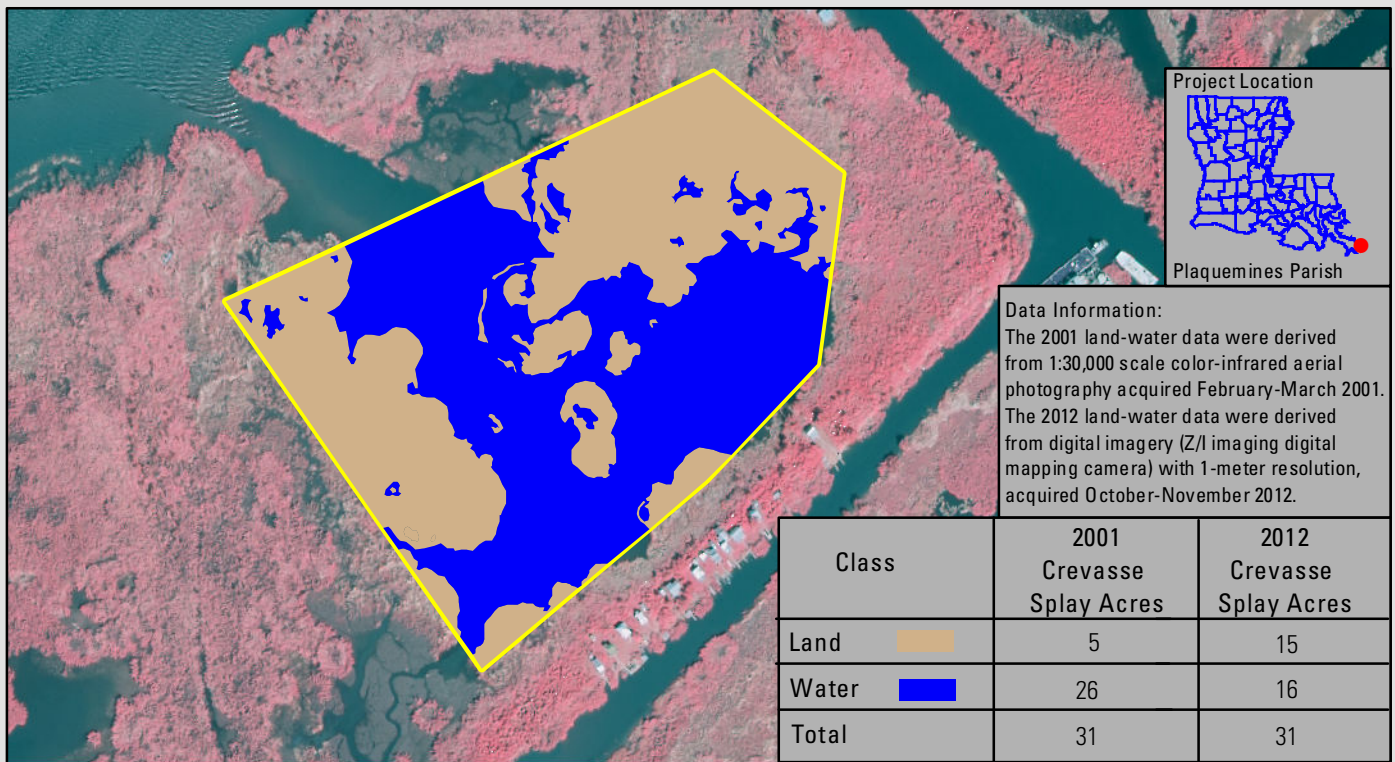 Project Location
Plaquemines Parish
Data Information:
The 2001 land-water data were derived
from 1:30,000 scale color-infrared aerial
photography acquired February-March 2001.
The 2012 land-water data were derived
from digital imagery (Z/I imaging digital
mapping camera) with 1-meter resolution,
acquired October-November 2012.
Class
2001
Crevasse
Splay Acres
2012
Crevasse
Splay Acres
Land 5 15
Water 26 16
Total 31 31